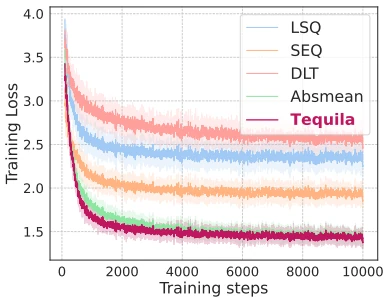 4.0
3.5
3.0
2.5
2.0
1.5
Training Loss
LSQ
SEQ
DLT
Absmean
Tequila
0 2000 4000 6000 8000 10000
Training steps